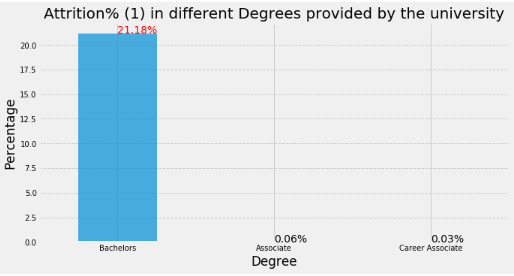 Attrition% (1) in different Degrees provided by the university
21.18%
20.0
17.5
15.0
12.5
10.0
7.5
5.0
2.5
0.0
Percentage
0.06%
0.03%
Bachelors
Associate
Career Associate
Degree